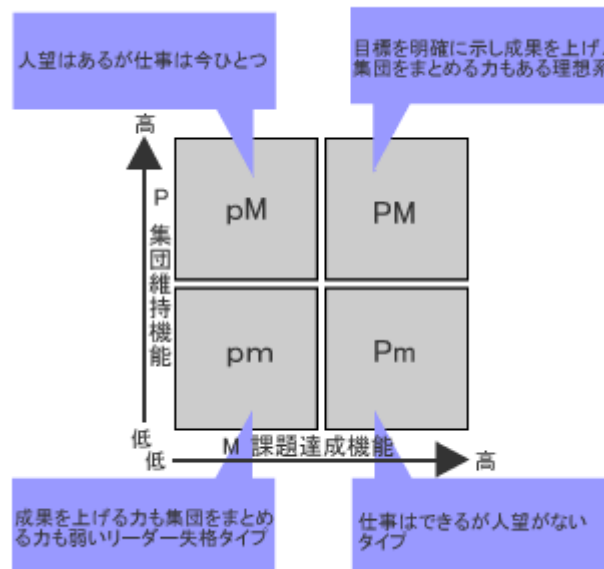 人望はあるが仕事は今ひとつ
目標を明確に示し成果を上げ、
集団をまとめる力もある理想系
高
P 集団維持機能
pM
PM
pm
Pm
低
低
M 課題達成機能
高
成果を上げる力も集団をまとめ
る力も弱いリーダー失格タイプ
仕事はできるが人望がない
タイプ